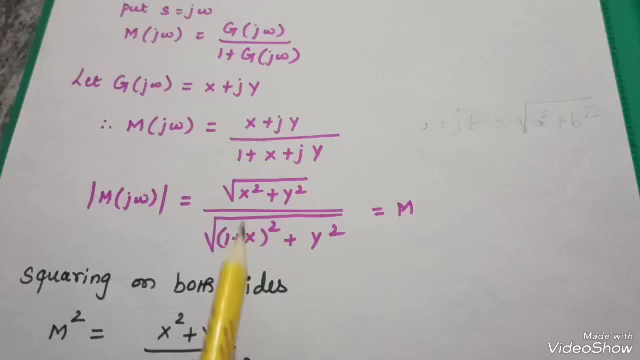 put s = jω
M(jω) = G(jω) / 1 + G(jω)
Let G(jω) = x + jy
∴ M(jω) = x + jy / 1 + x + jy
a + jb = √a² + b²
|M(jω)| = √x² + y² / √(1+x)² + y² = M
Squaring on both sides
M² = x² + y
Made With
VideoShow